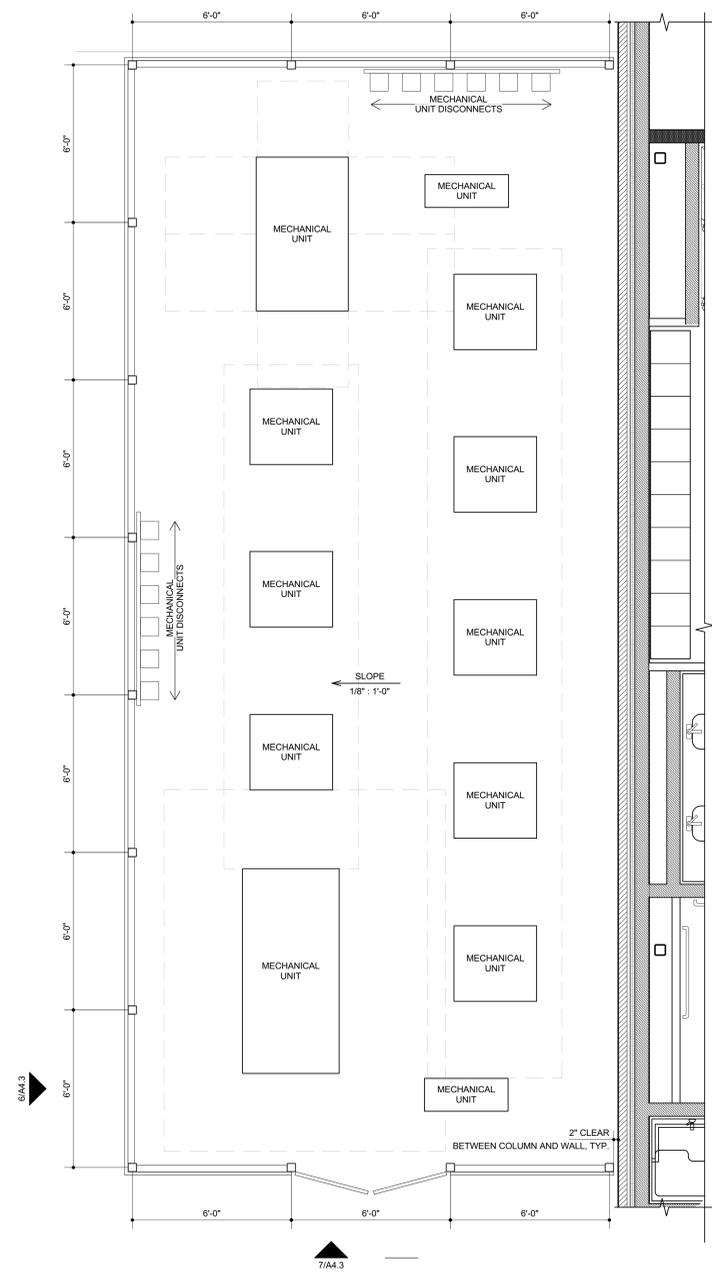 6'-0" 6'-0" 6'-0"
MECHANICAL
UNIT DISCONNECTS
6'-0"
MECHANICAL
UNIT
MECHANICAL
UNIT
6'-0"
MECHANICAL
UNIT
6'-0"
MECHANICAL
UNIT
MECHANICAL
UNIT
MECHANICAL
UNIT DISCONNECTS
6'-0"
MECHANICAL
UNIT
MECHANICAL
UNIT
SLOPE
1/8" : 1'-0"
6'-0"
MECHANICAL
UNIT
MECHANICAL
UNIT
6'-0"
MECHANICAL
UNIT
MECHANICAL
UNIT
6'-0"
6/A4.3
MECHANICAL
UNIT
2" CLEAR
BETWEEN COLUMN AND WALL, TYP.
6'-0" 6'-0" 6'-0"
7/A4.3